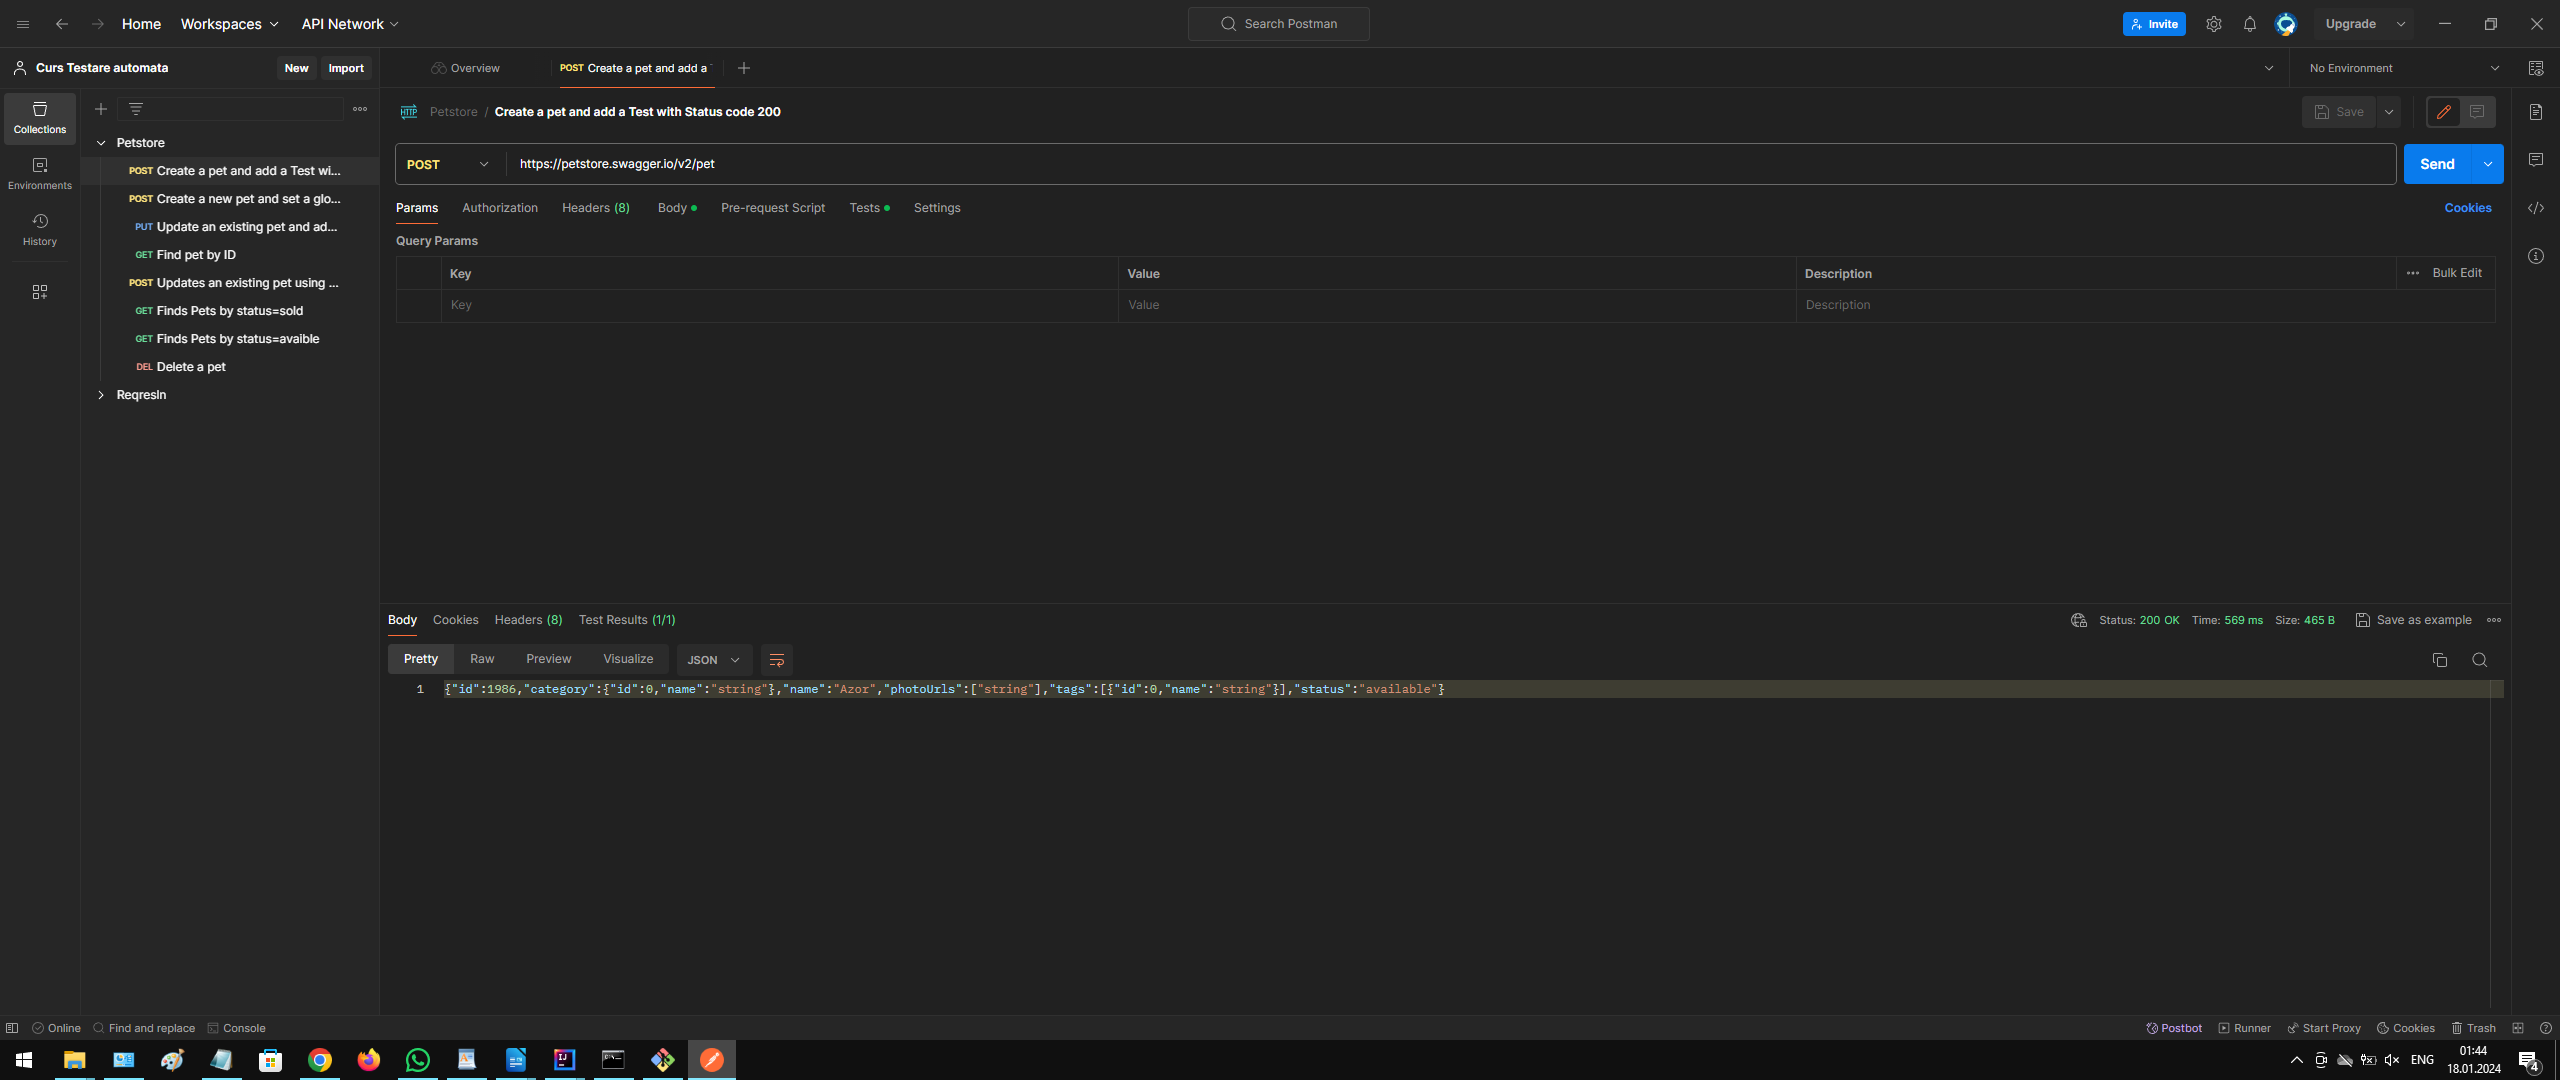 Home
Workspaces
API Network
Search Postman
Invite
Upgrade
Curs Testare automata
New
Import
Overview
POST Create a pet and add a
No Environment
Collections
Environments
History
Petstore
POST Create a pet and add a Test wi...
POST Create a new pet and set a glo...
PUT Update an existing pet and ad...
GET Find pet by ID
POST Updates an existing pet using ...
GET Finds Pets by status=sold
GET Finds Pets by status=avaible
DEL Delete a pet
ReqresIn
HTTP Petstore / Create a pet and add a Test with Status code 200
Save
POST
https://petstore.swagger.io/v2/pet
Send
Params Authorization Headers (8) Body Pre-request Script Tests Settings
Cookies
Query Params
Key Value Description Bulk Edit
Key Value Description
Body Cookies Headers (8) Test Results (1/1)
Status: 200 OK Time: 569 ms Size: 465 B Save as example
Pretty Raw Preview Visualize JSON
1 {"id":1986,"category":{"id":0,"name":"string"},"name":"Azor","photoUrls":["string"],"tags":[{"id":0,"name":"string"}],"status":"available"}
Online Find and replace Console
Postbot Runner Start Proxy Cookies Trash
ENG
01:44
18.01.2024
4